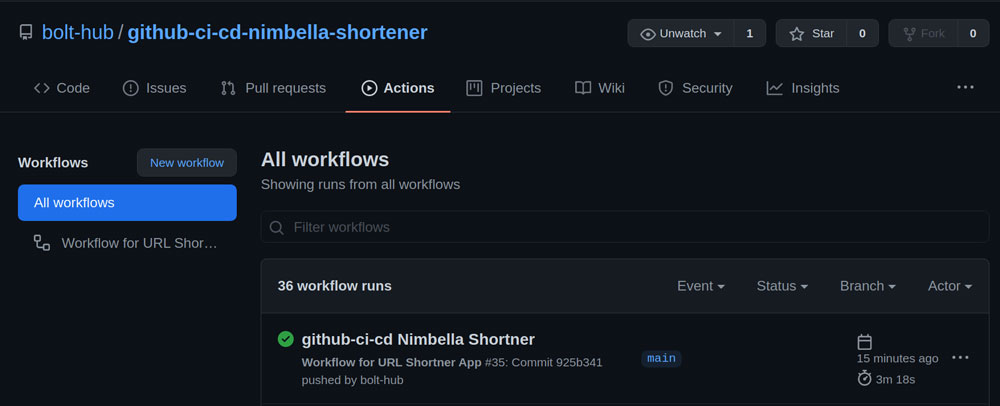 bolt-hub / github-ci-cd-nimbella-shortener
Unwatch 1 Star 0 Fork 0
Code Issues Pull requests Actions Projects Wiki Security Insights ...
Workflows New workflow
All workflows
Workflow for URL Shor...
All workflows
Showing runs from all workflows
Filter workflows
36 workflow runs Event Status Branch Actor
github-ci-cd Nimbella Shortner
Workflow for URL Shortner App #35: Commit 925b341
pushed by bolt-hub
main
15 minutes ago ...
3m 18s